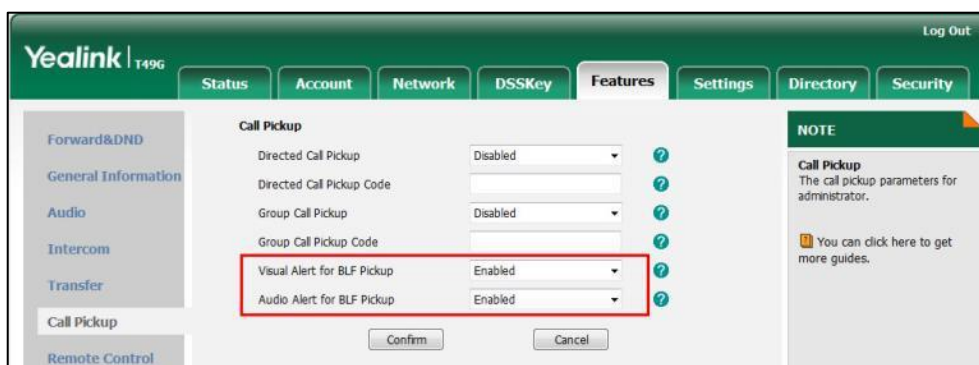 Log Out
Yealink T49G
Status Account Network DSSKey Features Settings Directory Security
Forward&DND
General Information
Audio
Intercom
Transfer
Call Pickup
Remote Control
Call Pickup
Directed Call Pickup Disabled
Directed Call Pickup Code
Group Call Pickup Disabled
Group Call Pickup Code
Visual Alert for BLF Pickup Enabled
Audio Alert for BLF Pickup Enabled
Confirm Cancel
NOTE
Call Pickup
The call pickup parameters for
administrator.
You can click here to get
more guides.